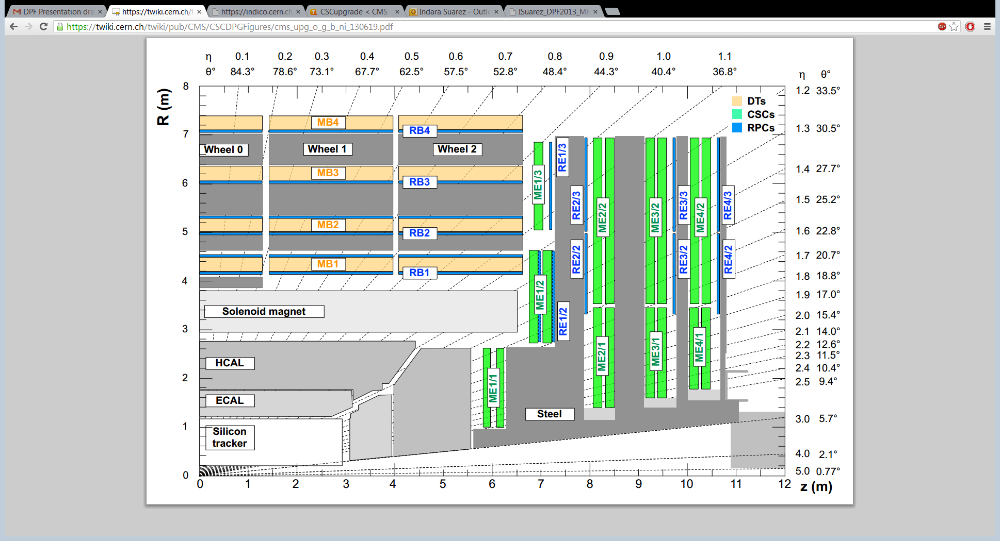 DPF Presentation dra
https://twiki.cern.ch/
https://indico.cern.ch
CSCupgrade < CMS
Indara Suarez - Outlo
ISuarez_DPF2013_ME
https://twiki.cern.ch/twiki/pub/CMS/CSCDPGFigures/cms_upg_o_g_b_ni_130619.pdf
ABP
η 0.1 0.2 0.3 0.4 0.5 0.6 0.7 0.8 0.9 1.0 1.1
θ° 84.3° 78.6° 73.1° 67.7° 62.5° 57.5° 52.8° 48.4° 44.3° 40.4° 36.8°
η θ°
1.2 33.5°
1.3 30.5°
1.4 27.7°
1.5 25.2°
1.6 22.8°
1.7 20.7°
1.8 18.8°
1.9 17.0°
2.0 15.4°
2.1 14.0°
2.2 12.6°
2.3 11.5°
2.4 10.4°
2.5 9.4°
3.0 5.7°
4.0 2.1°
5.0 0.77°
R (m)
8
7
6
5
4
3
2
1
0
DTs
CSCs
RPCs
MB4
RB4
Wheel 0
Wheel 1
Wheel 2
MB3
RB3
MB2
RB2
MB1
RB1
Solenoid magnet
HCAL
ECAL
Silicon
tracker
Steel
ME1/3
RE1/3
RE2/3
ME2/2
ME3/2
RE3/3
ME4/2
RE4/3
RE2/2
RE3/2
RE4/2
ME1/2
RE1/2
ME1/1
ME2/1
ME3/1
ME4/1
0 1 2 3 4 5 6 7 8 9 10 11 12
z (m)